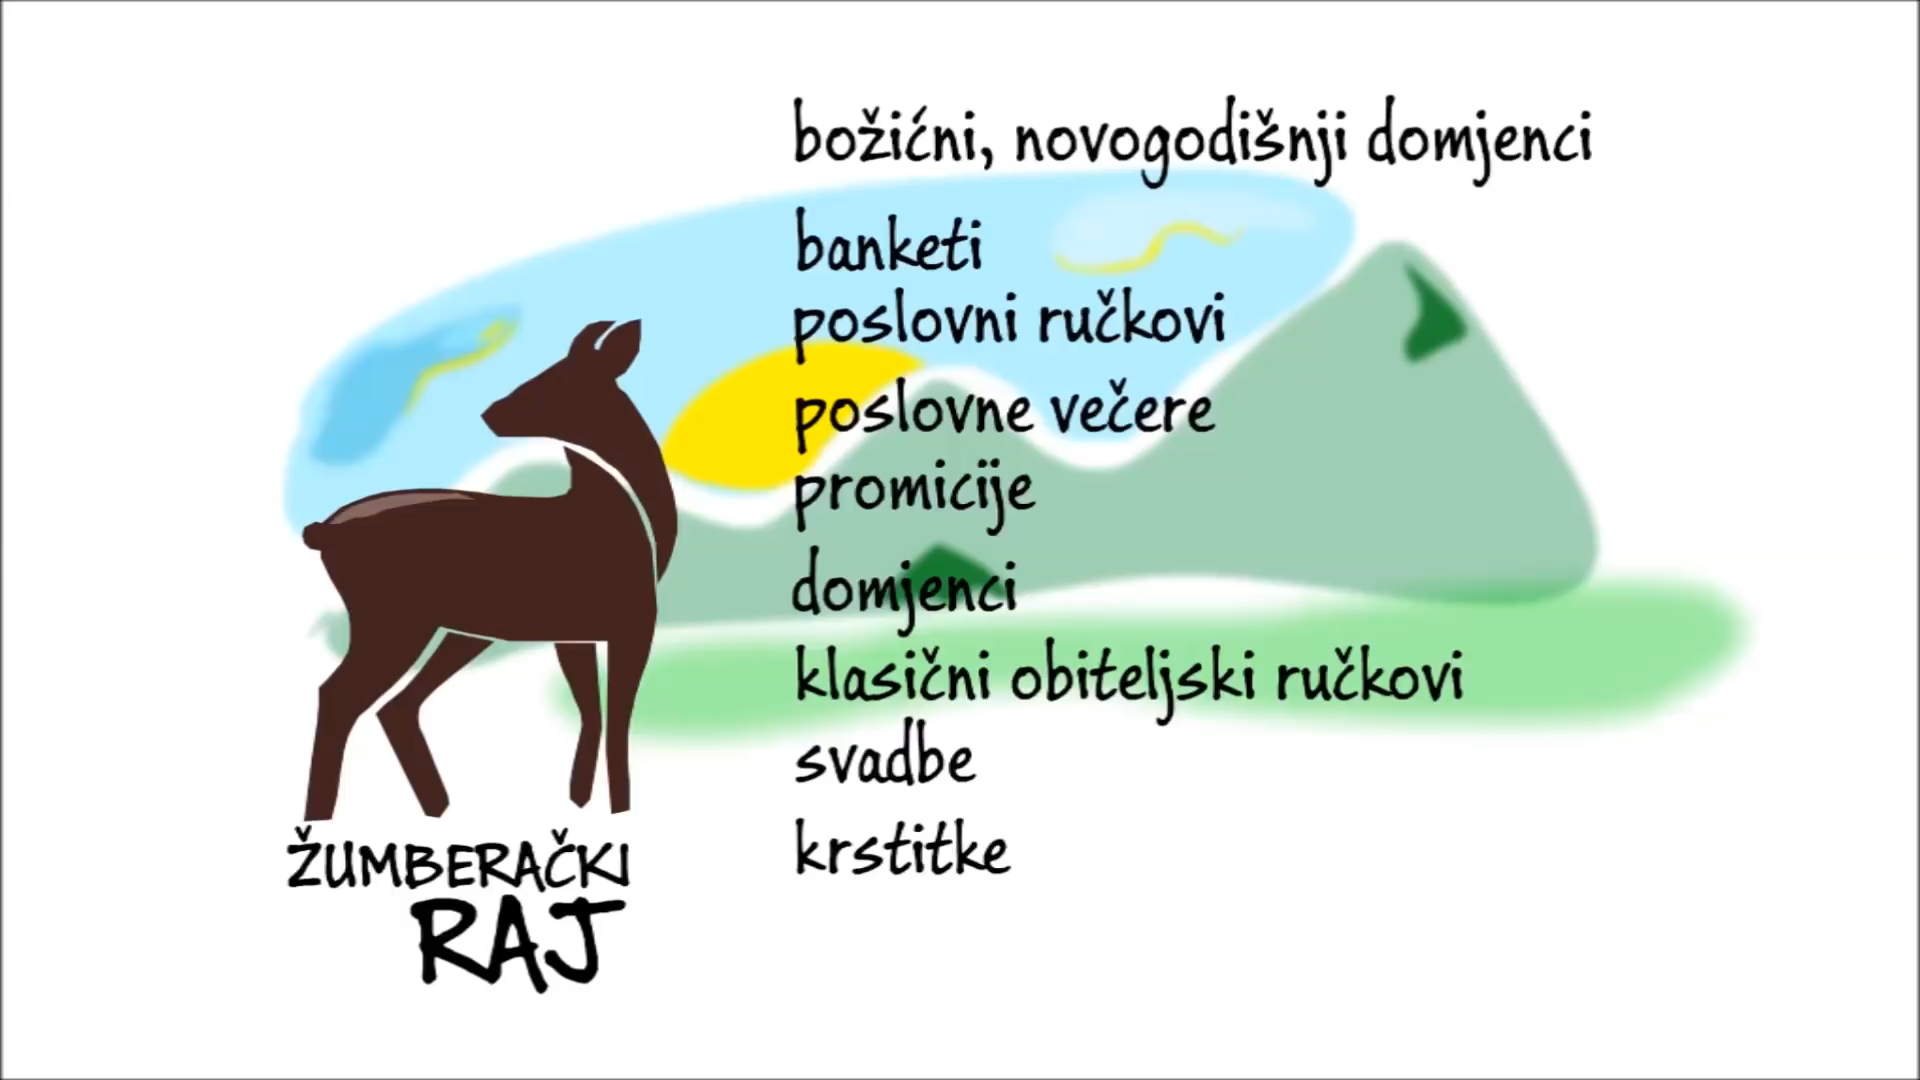 božićni, novogodišnji domjenci
banketi
poslovni ručkovi
poslovne večere
promicije
domjenci
klasični obiteljski ručkovi
svadbe
krstitke
ŽUMBERAČKI
RAJ